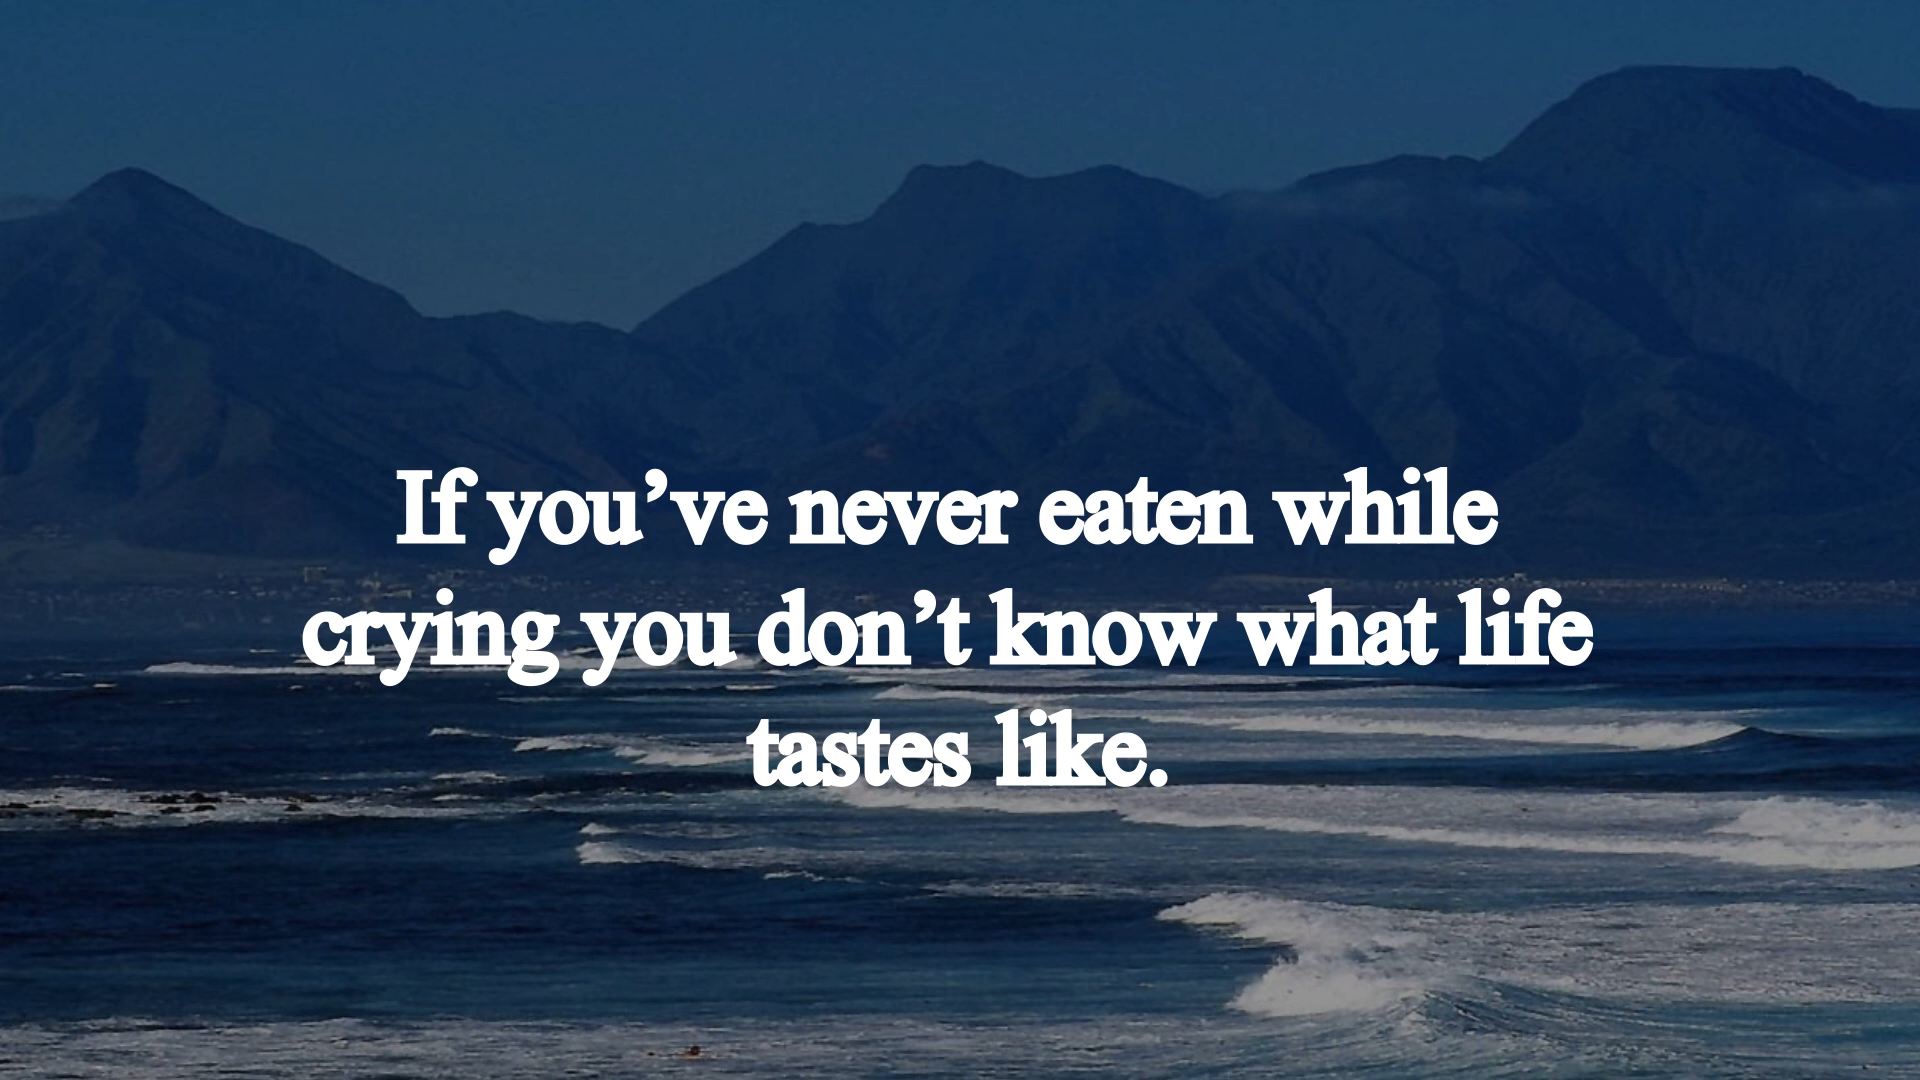 If you’ve never eaten while
crying you don’t know what life
tastes like.